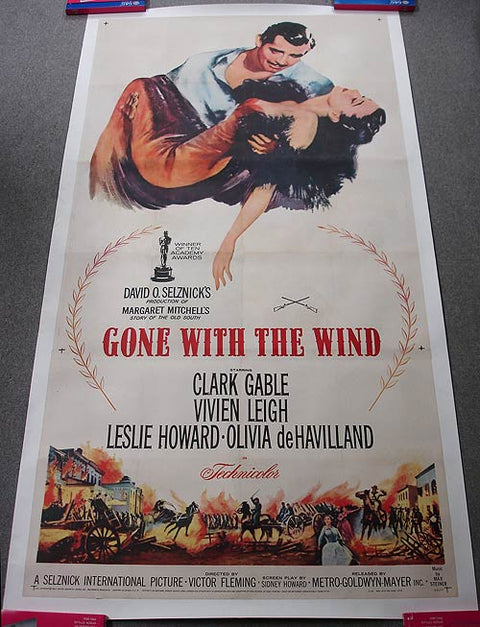 WINNER
OF TEN
ACADEMY
AWARDS
DAVID O. SELZNICK'S
PRODUCTION OF
MARGARET MITCHELL'S
STORY OF THE OLD SOUTH
GONE WITH THE WIND
STARRING
CLARK GABLE
VIVIEN LEIGH
LESLIE HOWARD · OLIVIA deHAVILLAND
IN
Technicolor
A SELZNICK INTERNATIONAL PICTURE · DIRECTED BY VICTOR FLEMING · SCREEN PLAY BY SIDNEY HOWARD · RELEASED BY METRO-GOLDWYN-MAYER INC. · Music by MAX STEINER